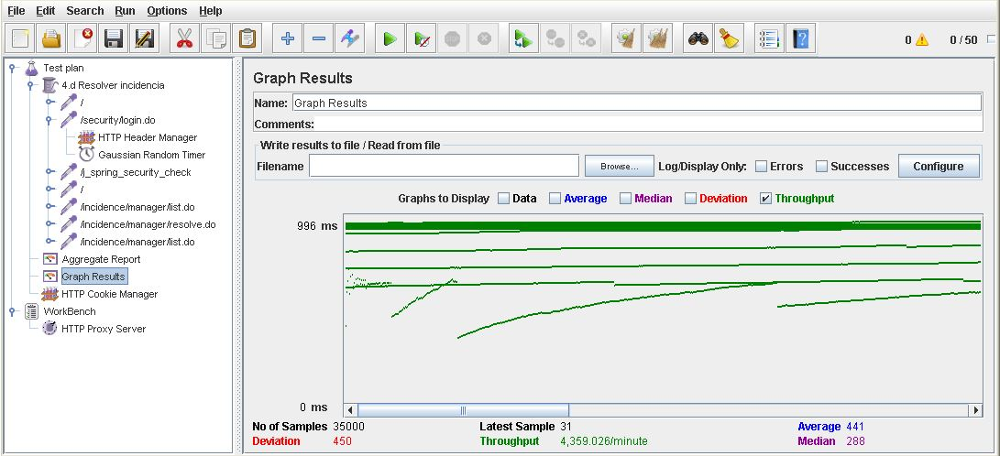 File Edit Search Run Options Help
0 0 / 50
Test plan
4.d Resolver incidencia
/
/security/login.do
HTTP Header Manager
Gaussian Random Timer
/j_spring_security_check
/
/incidence/manager/list.do
/incidence/manager/resolve.do
/incidence/manager/list.do
Aggregate Report
Graph Results
HTTP Cookie Manager
WorkBench
HTTP Proxy Server
Graph Results
Name: Graph Results
Comments:
Write results to file / Read from file
Filename Browse... Log/Display Only: Errors Successes Configure
Graphs to Display Data Average Median Deviation Throughput
996 ms
0 ms
No of Samples 35000 Latest Sample 31 Average 441
Deviation 450 Throughput 4,359.026/minute Median 288